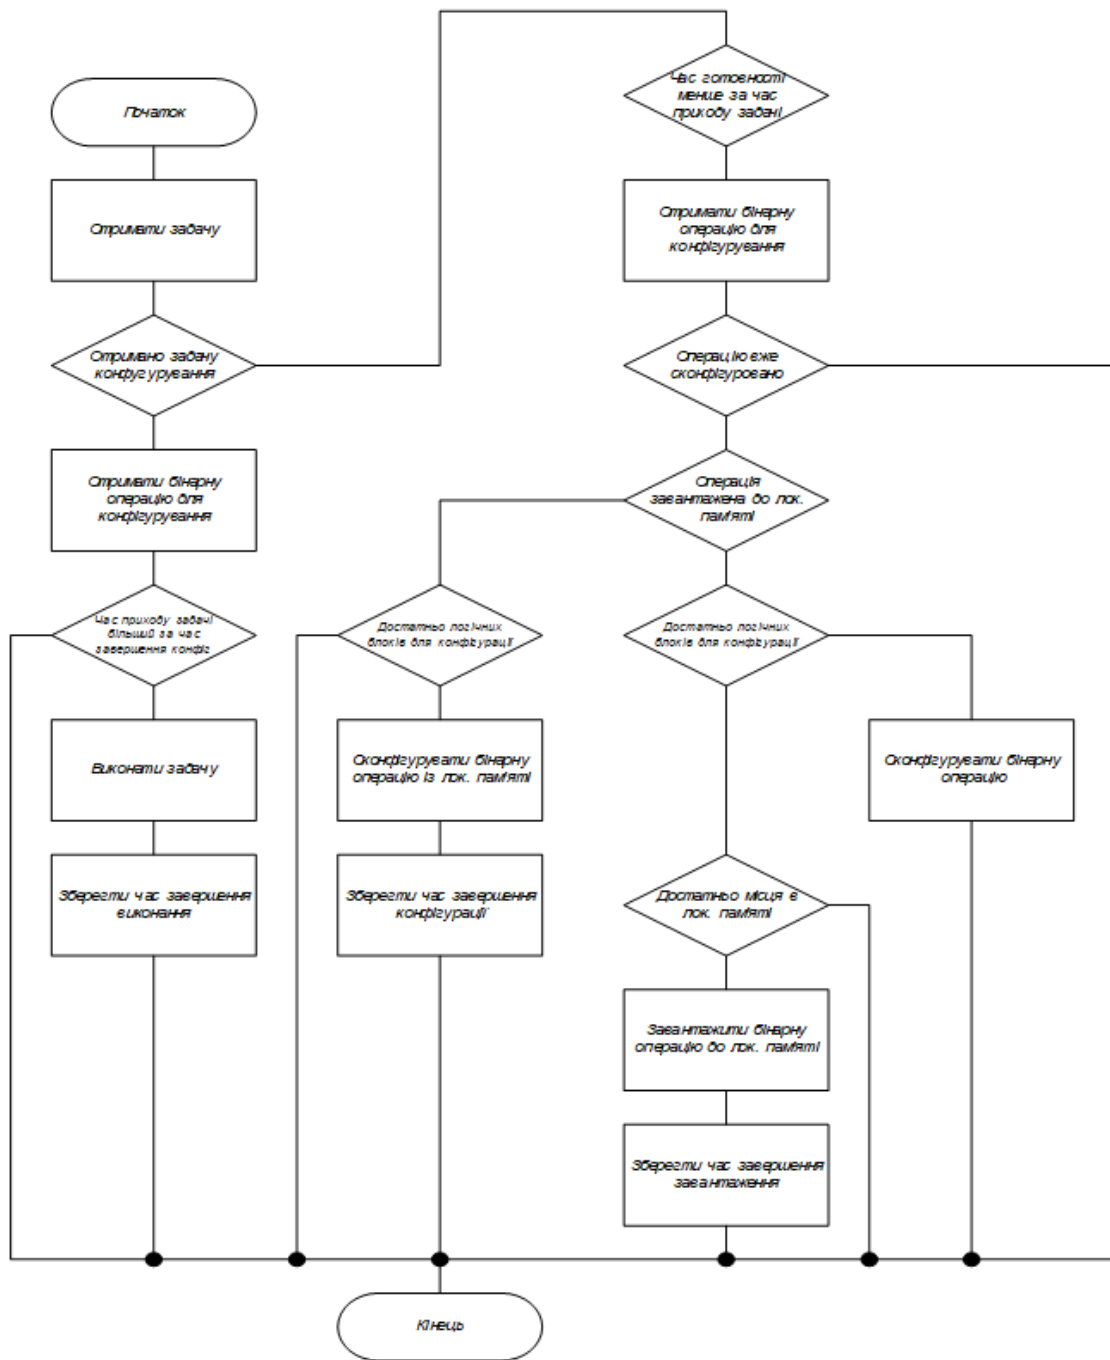 Початок
Отримати задачу
Отримано задачу
конфугурування
Отримати бінарну
операцію для
конфігурування
Час приходу задачі
більший за час
завершення конфіг
Виконати задачу
Зберегти час завершення
виконання
Достатньо логічних
блоків для конфігурації
Сконфігурувати бінарну
операцію із лок. пам'яті
Зберегти час завершення
конфігурації
Час готовності
менше за час
приходу задачі
Отримати бінарну
операцію для
конфігурування
Операцію вже
сконфігуровано
Операція
завантажена до лок.
пам'яті
Достатньо логічних
блоків для конфігурації
Сконфігурувати бінарну
операцію
Достатньо місця в
лок. пам'яті
Завантажити бінарну
операцію до лок. пам'яті
Зберегти час завершення
завантаження
Кінець